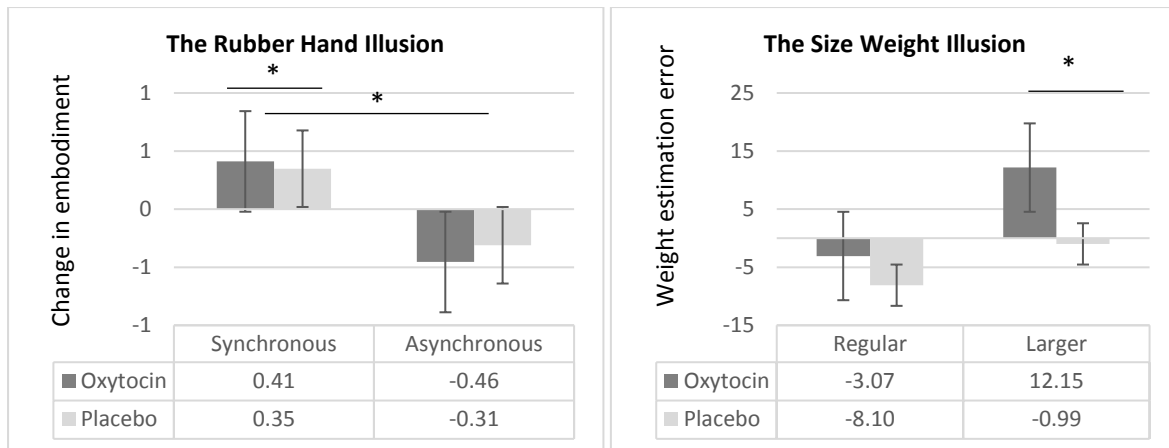 The Rubber Hand Illusion
*
*
Change in embodiment
1
1
0
-1
-1
Synchronous Asynchronous
Oxytocin 0.41 -0.46
Placebo 0.35 -0.31
The Size Weight Illusion
*
Weight estimation error
25
15
5
-5
-15
Regular Larger
Oxytocin -3.07 12.15
Placebo -8.10 -0.99